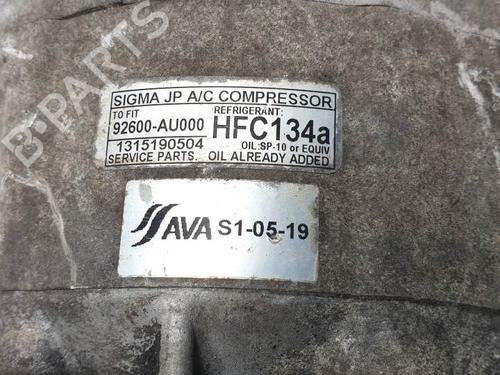 B-PARTS
SIGMA JP A/C COMPRESSOR
TO FIT REFRIGERANT:
92600-AU000 HFC134a
1315190504 OIL:SP-10 or EQUIV
SERVICE PARTS. OIL ALREADY ADDED
AVA S1-05-19